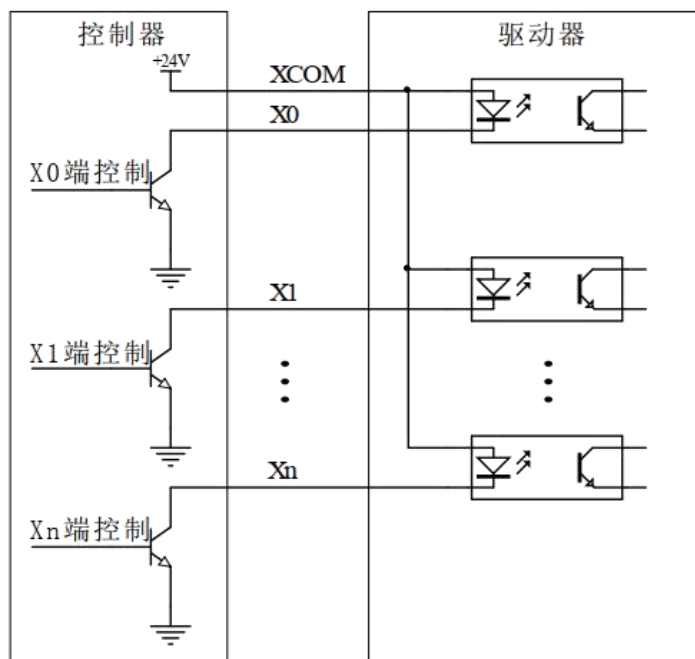 控制器
驱动器
+24V
XCOM
X0
X0端控制
X1
X1端控制
Xn
Xn端控制